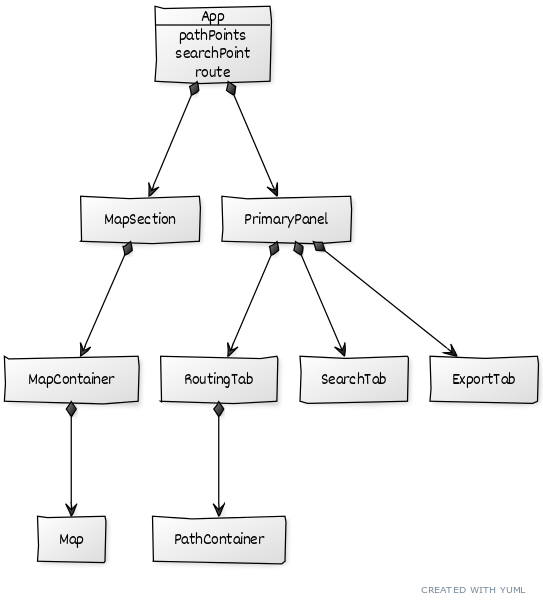 App
pathPoints
searchPoint
route
MapSection
PrimaryPanel
MapContainer
RoutingTab
SearchTab
ExportTab
Map
PathContainer
CREATED WITH YUML